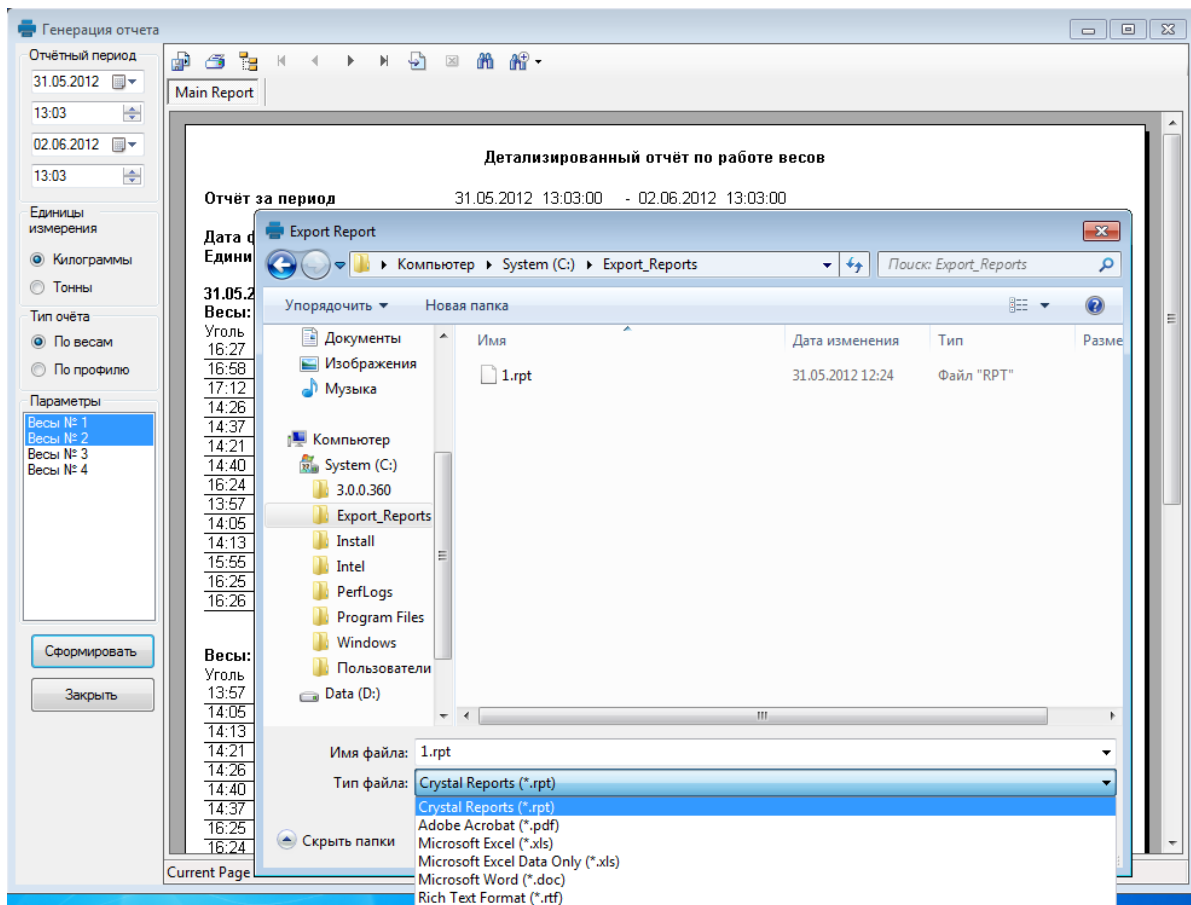 Генерация отчета
Отчётный период
31.05.2012
13:03
02.06.2012
13:03
Единицы
измерения
Килограммы
Тонны
Тип очёта
По весам
По профилю
Параметры
Весы № 1
Весы № 2
Весы № 3
Весы № 4
Сформировать
Закрыть
Main Report
Детализированный отчёт по работе весов
Отчёт за период 31.05.2012 13:03:00 - 02.06.2012 13:03:00
Дата
31.05.2
Весы:
Уголь
16:27
16:58
17:12
14:26
14:37
14:21
14:40
16:24
13:57
14:05
14:13
15:55
16:25
16:26
Весы:
Уголь
13:57
14:05
14:13
14:21
14:26
14:40
14:37
16:25
16:24
Current Page
Export Report
Компьютер System (C:) Export_Reports
Поиск: Export_Reports
Упорядочить Новая папка
Документы
Изображения
Музыка
Компьютер
System (C:)
3.0.0.360
Export_Reports
Install
Intel
PerfLogs
Program Files
Windows
Пользователи
Data (D:)
Имя Дата изменения Тип Разме
1.rpt 31.05.2012 12:24 Файл "RPT"
Имя файла: 1.rpt
Тип файла: Crystal Reports (*.rpt)
Crystal Reports (*.rpt)
Adobe Acrobat (*.pdf)
Microsoft Excel (*.xls)
Microsoft Excel Data Only (*.xls)
Microsoft Word (*.doc)
Rich Text Format (*.rtf)
Скрыть папки